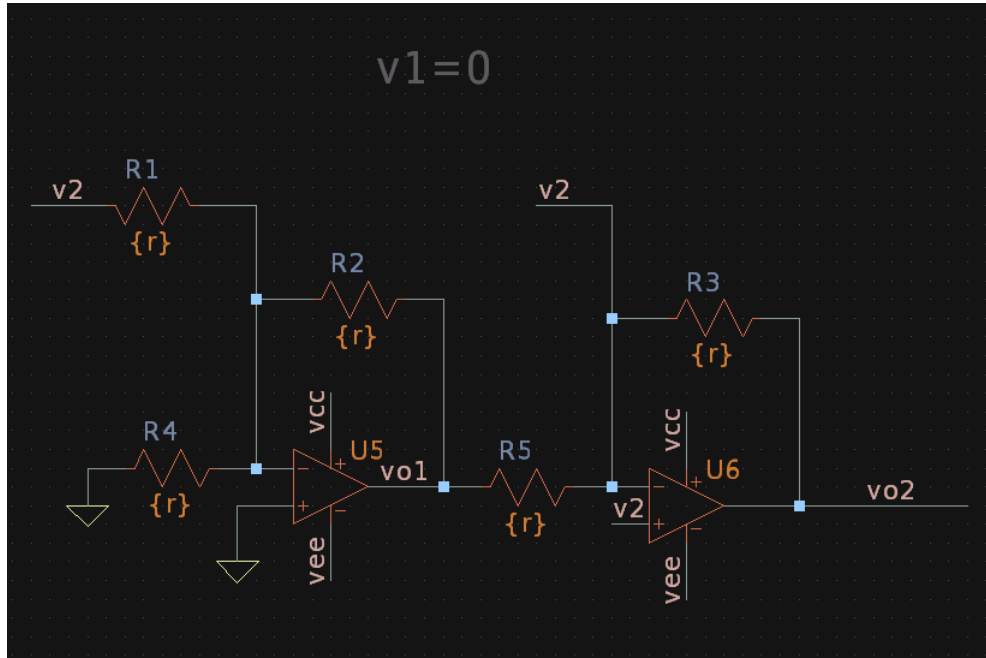 v1=0
R1
v2
v2
{r}
R2
R3
{r}
{r}
vcc
vcc
R4
U5
R5
U6
vo1
vo2
{r}
v2
{r}
vee
vee